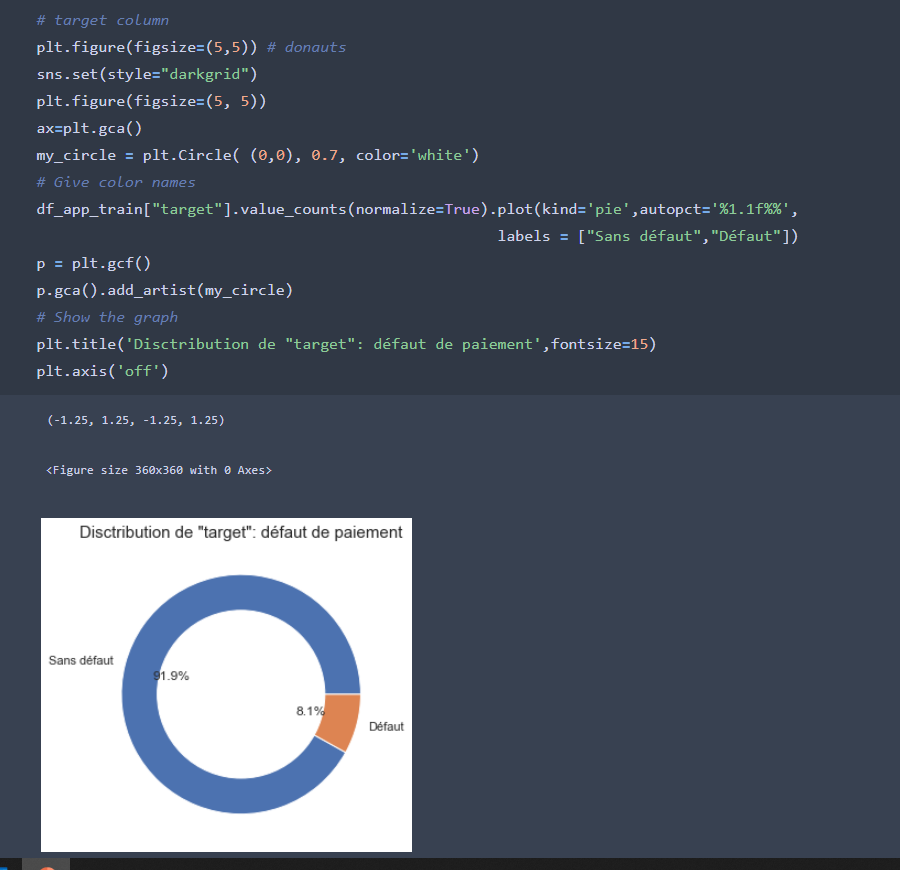 # target column
plt.figure(figsize=(5,5)) # donauts
sns.set(style="darkgrid")
plt.figure(figsize=(5, 5))
ax=plt.gca()
my_circle = plt.Circle( (0,0), 0.7, color='white')
# Give color names
df_app_train["target"].value_counts(normalize=True).plot(kind='pie',autopct='%1.1f%%',
labels = ["Sans défaut","Défaut"])
p = plt.gcf()
p.gca().add_artist(my_circle)
# Show the graph
plt.title('Disctribution de "target": défaut de paiement',fontsize=15)
plt.axis('off')
(-1.25, 1.25, -1.25, 1.25)
<Figure size 360x360 with 0 Axes>
Disctribution de "target": défaut de paiement
Sans défaut
91.9%
8.1%
Défaut